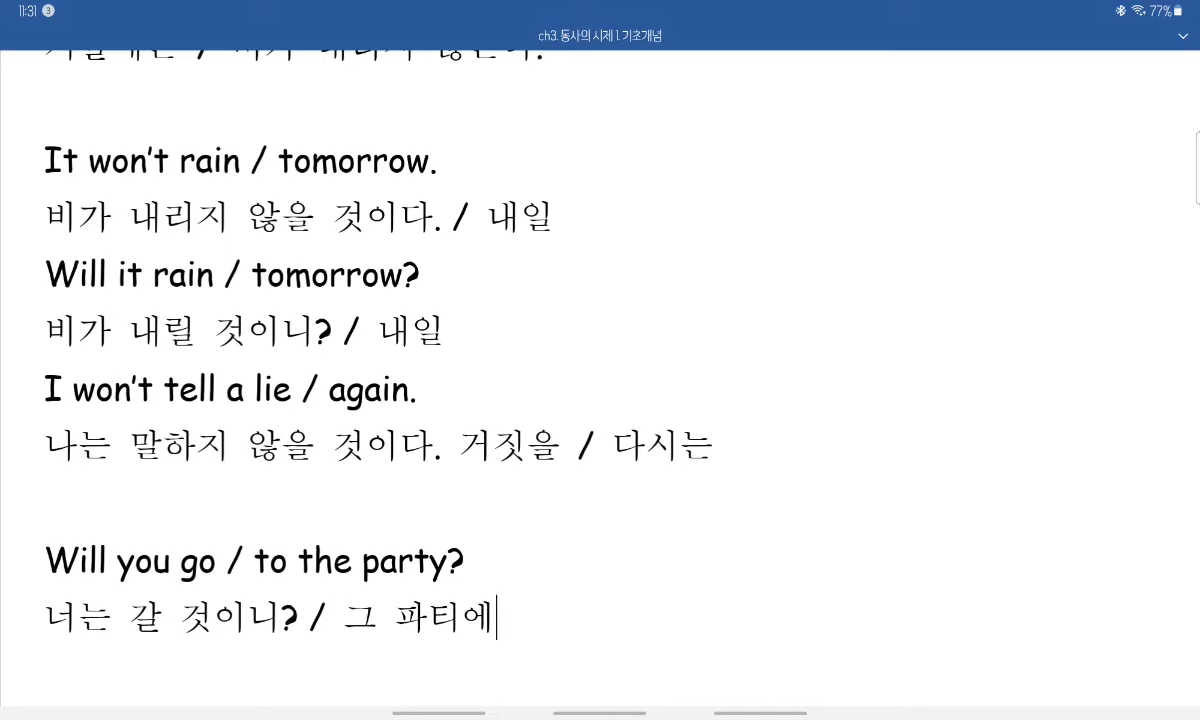 11:31 3 77%
ch3. 동사의 시제 1. 기초개념
It won't rain / tomorrow.
비가 내리지 않을 것이다. / 내일
Will it rain / tomorrow?
비가 내릴 것이니? / 내일
I won't tell a lie / again.
나는 말하지 않을 것이다. 거짓을 / 다시는
Will you go / to the party?
너는 갈 것이니? / 그 파티에